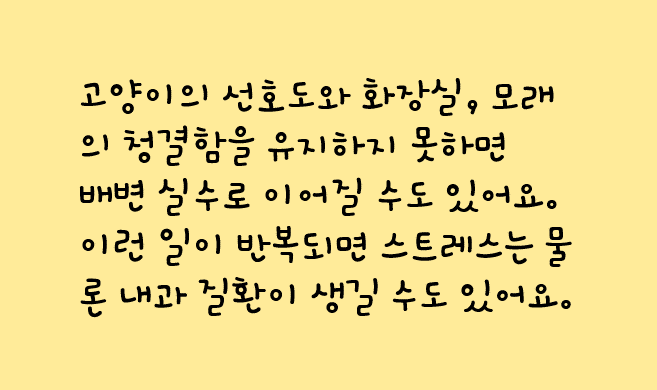 고양이의 선호도와 화장실, 모래
의 청결함을 유지하지 못하면
배변 실수로 이어질 수도 있어요.
이런 일이 반복되면 스트레스는 물
론 내과 질환이 생길 수도 있어요.